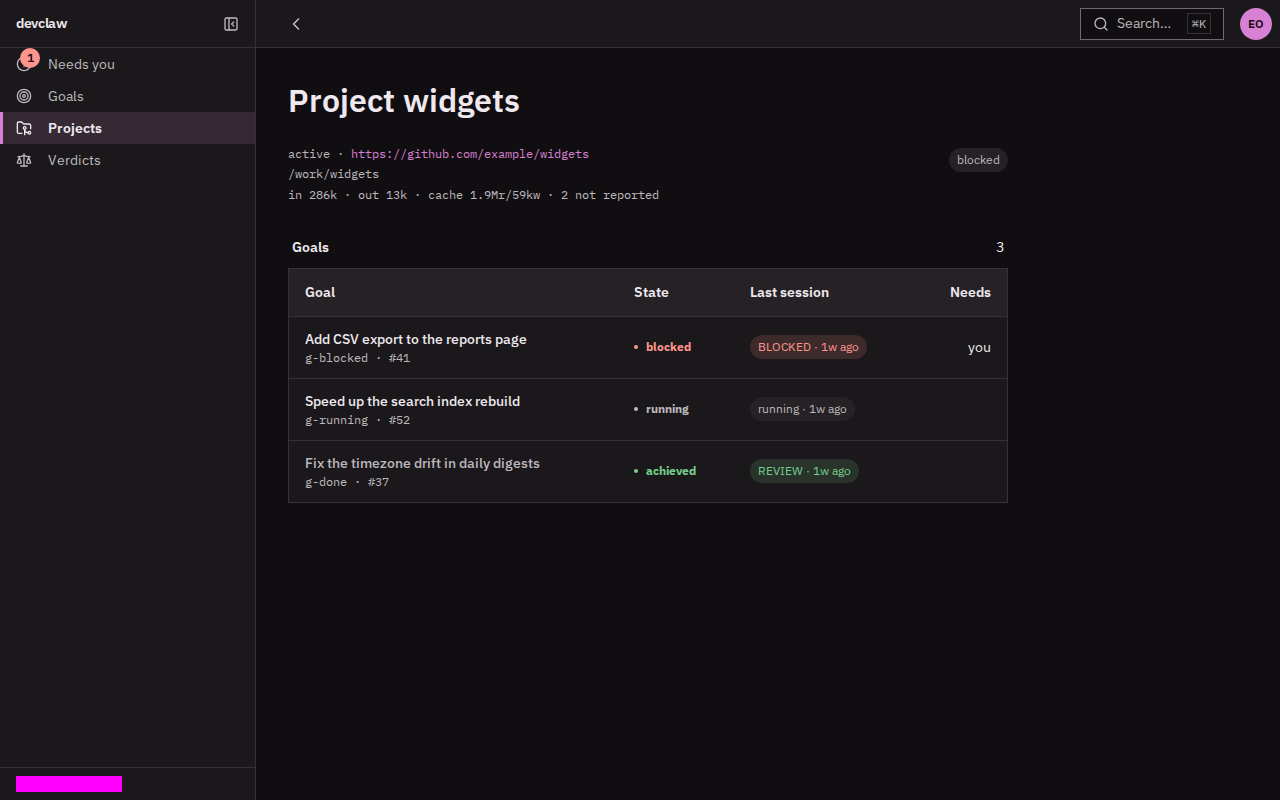 devclaw
Search...
⌘K
EO
1
Needs you
Goals
Projects
Verdicts
Project widgets
active · https://github.com/example/widgets
blocked
/work/widgets
in 286k · out 13k · cache 1.9Mr/59kw · 2 not reported
Goals
3
Goal State Last session Needs
Add CSV export to the reports page
g-blocked · #41
blocked
BLOCKED · 1w ago
you
Speed up the search index rebuild
g-running · #52
running
running · 1w ago
Fix the timezone drift in daily digests
g-done · #37
achieved
REVIEW · 1w ago